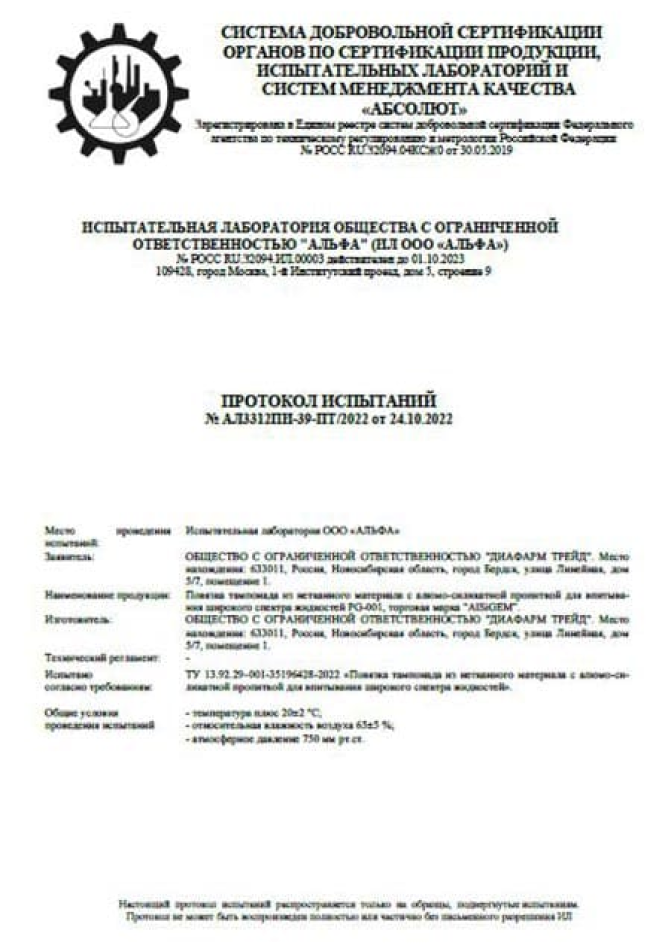 СИСТЕМА ДОБРОВОЛЬНОЙ СЕРТИФИКАЦИИ
ОРГАНОВ ПО СЕРТИФИКАЦИИ ПРОДУКЦИИ,
ИСПЫТАТЕЛЬНЫХ ЛАБОРАТОРИЙ И
СИСТЕМ МЕНЕДЖМЕНТА КАЧЕСТВА
«АБСОЛЮТ»
Зарегистрирована в Едином реестре систем добровольной сертификации Федерального
агентства по техническому регулированию и метрологии Российской Федерации
№ РОСС RU.32094.04КСЖ0 от 30.05.2019
ИСПЫТАТЕЛЬНАЯ ЛАБОРАТОРИЯ ОБЩЕСТВА С ОГРАНИЧЕННОЙ
ОТВЕТСТВЕННОСТЬЮ "АЛЬФА" (ИЛ ООО «АЛЬФА»)
№ РОСС RU.32094.ИЛ.00003 действителен до 01.10.2023
109428, город Москва, 1-й Институтский проезд, дом 5, строение 9
ПРОТОКОЛ ИСПЫТАНИЙ
№ АЛ3312ПИ-39-ПТ/2022 от 24.10.2022
Место проведения испытаний: Испытательная лаборатория ООО «АЛЬФА»
Заявитель: ОБЩЕСТВО С ОГРАНИЧЕННОЙ ОТВЕТСТВЕННОСТЬЮ "ДИАФАРМ ТРЕЙД". Место
нахождения: 633011, Россия, Новосибирская область, город Бердск, улица Линейная, дом
5/7, помещение 1.
Наименование продукции: Повязка тампонада из нетканного материала с алюмо-силикатной пропиткой для впитыва-
ния широкого спектра жидкостей PG-001, торговая марка "AlSiGEM".
Изготовитель: ОБЩЕСТВО С ОГРАНИЧЕННОЙ ОТВЕТСТВЕННОСТЬЮ "ДИАФАРМ ТРЕЙД". Место
нахождения: 633011, Россия, Новосибирская область, город Бердск, улица Линейная, дом
5/7, помещение 1.
Технический регламент: -
Испытано ТУ 13.92.29–001-35196428-2022 «Повязка тампонада из нетканного материала с алюмо-си-
согласно требованиям: ликатной пропиткой для впитывания широкого спектра жидкостей».
Общие условия - температура плюс 20±2 °С;
проведения испытаний - относительная влажность воздуха 65±5 %;
- атмосферное давление 750 мм рт.ст.
Настоящий протокол испытаний распространяется только на образцы, подвергнутые испытаниям.
Протокол не может быть воспроизведен полностью или частично без письменного разрешения ИЛ